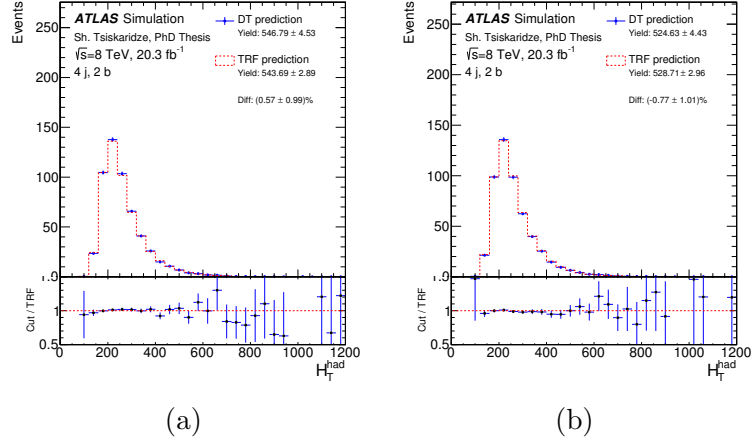 Events
250
200
150
100
50
ATLAS Simulation
Sh. Tsiskaridze, PhD Thesis
√s=8 TeV, 20.3 fb⁻¹
4 j, 2 b
DT prediction
Yield: 546.79 ± 4.53
TRF prediction
Yield: 543.69 ± 2.89
Diff: (0.57 ± 0.99)%
Cut / TRF
1.5
1
0.5
0 200 400 600 800 1000 1200
H_T^had
(a)
Events
250
200
150
100
50
ATLAS Simulation
Sh. Tsiskaridze, PhD Thesis
√s=8 TeV, 20.3 fb⁻¹
4 j, 2 b
DT prediction
Yield: 524.63 ± 4.43
TRF prediction
Yield: 528.71 ± 2.96
Diff: (-0.77 ± 1.01)%
Cut / TRF
1.5
1
0.5
0 200 400 600 800 1000 1200
H_T^had
(b)